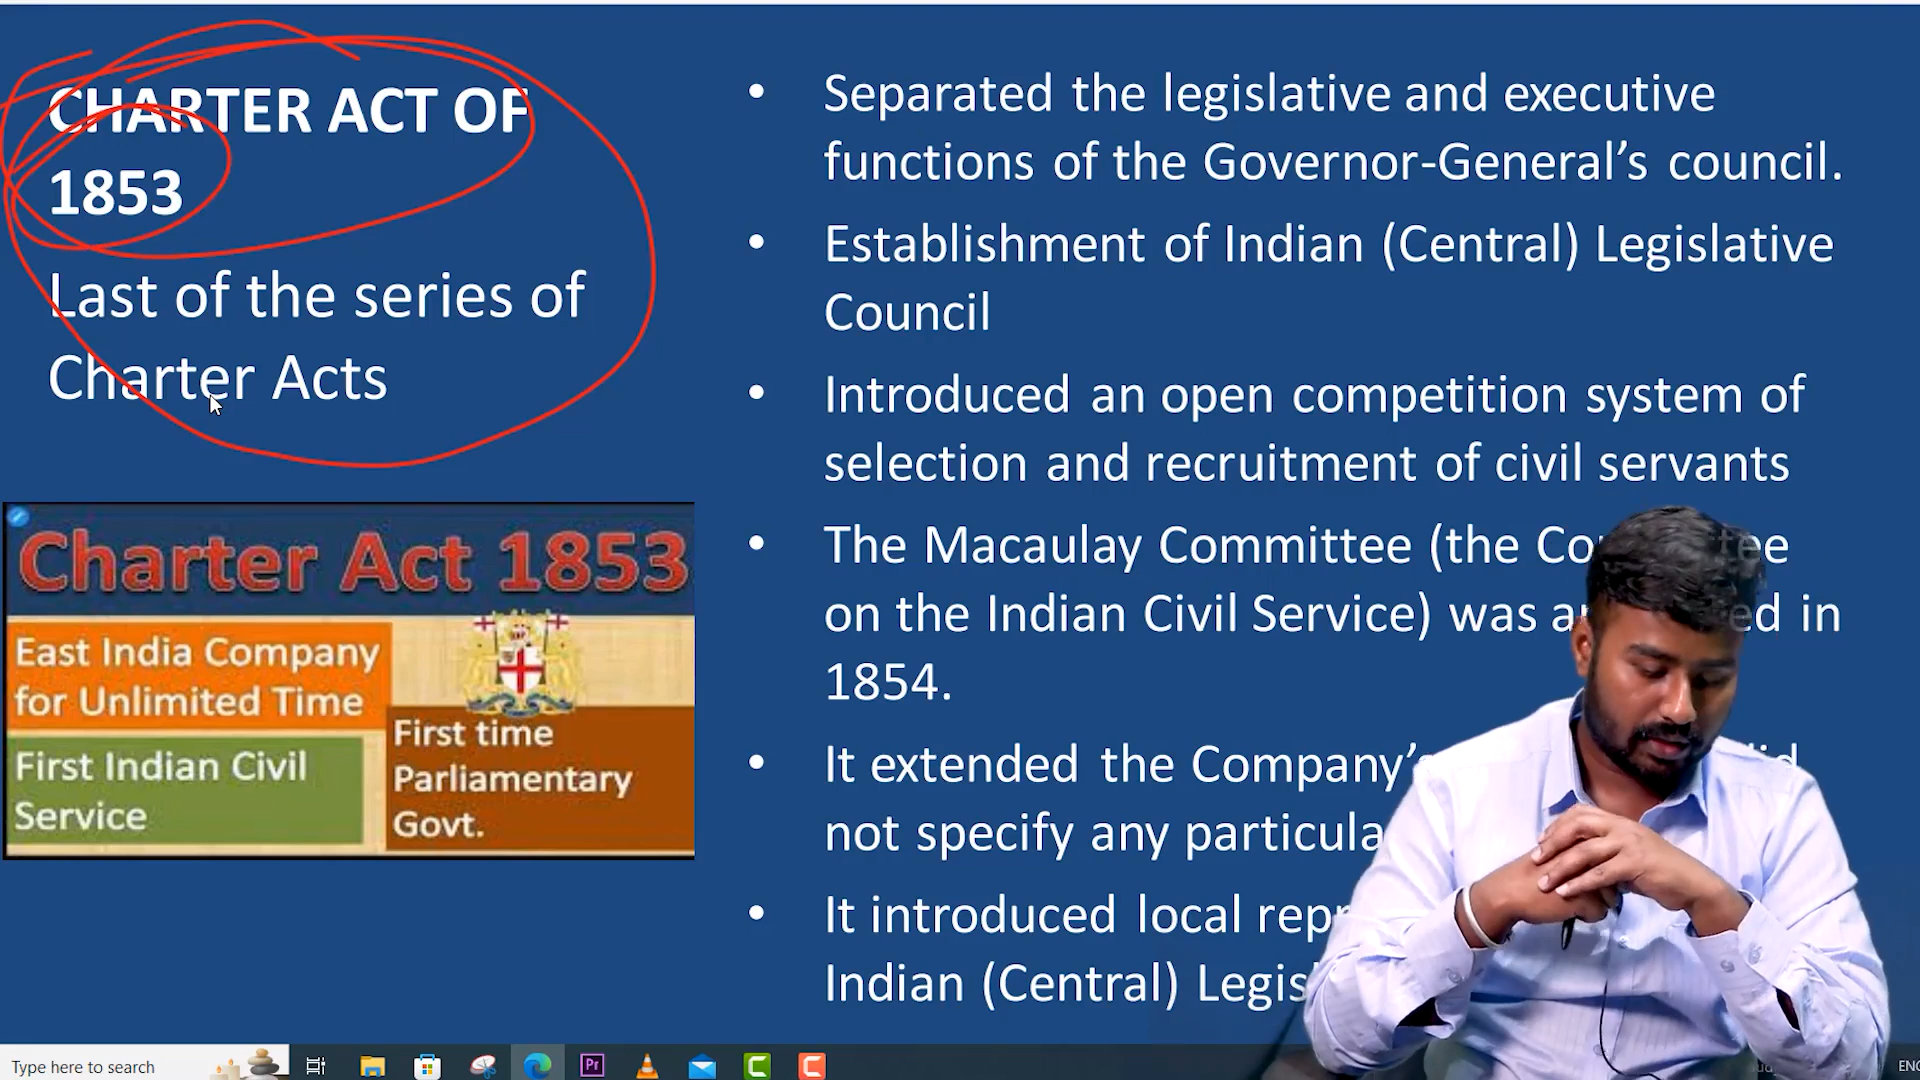 CHARTER ACT OF
1853
Last of the series of
Charter Acts
Charter Act 1853
East India Company
for Unlimited Time
First Indian Civil
Service
First time
Parliamentary
Govt.
• Separated the legislative and executive
functions of the Governor-General’s council.
• Establishment of Indian (Central) Legislative
Council
• Introduced an open competition system of
selection and recruitment of civil servants
• The Macaulay Committee (the
on the Indian Civil Service) was in
1854.
• It extended the Company’s
not specify any
• It introduced local
Indian (Central)
Type here to search
Pr